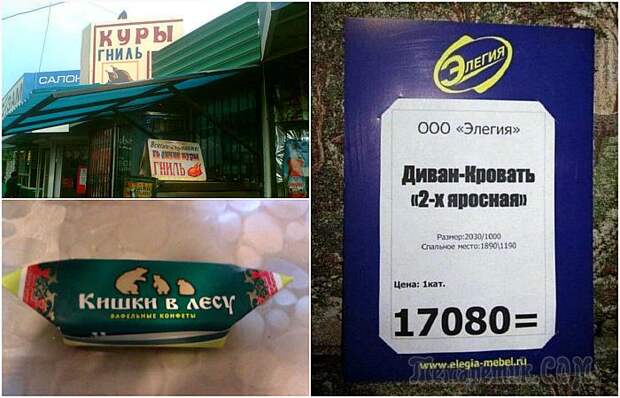 КУРЫ
ГНИЛЬ
САЛОН
КУРЫ
ГНИЛЬ
Кишки в лесу
ВАФЕЛЬНЫЕ КОНФЕТЫ
Элегия
ООО «Элегия»
Диван-Кровать
«2-х яросная»
Размер:2030/1000
Спальное место:1890\1190
Цена: 1кат.
17080=
www.elegia-mebel.ru